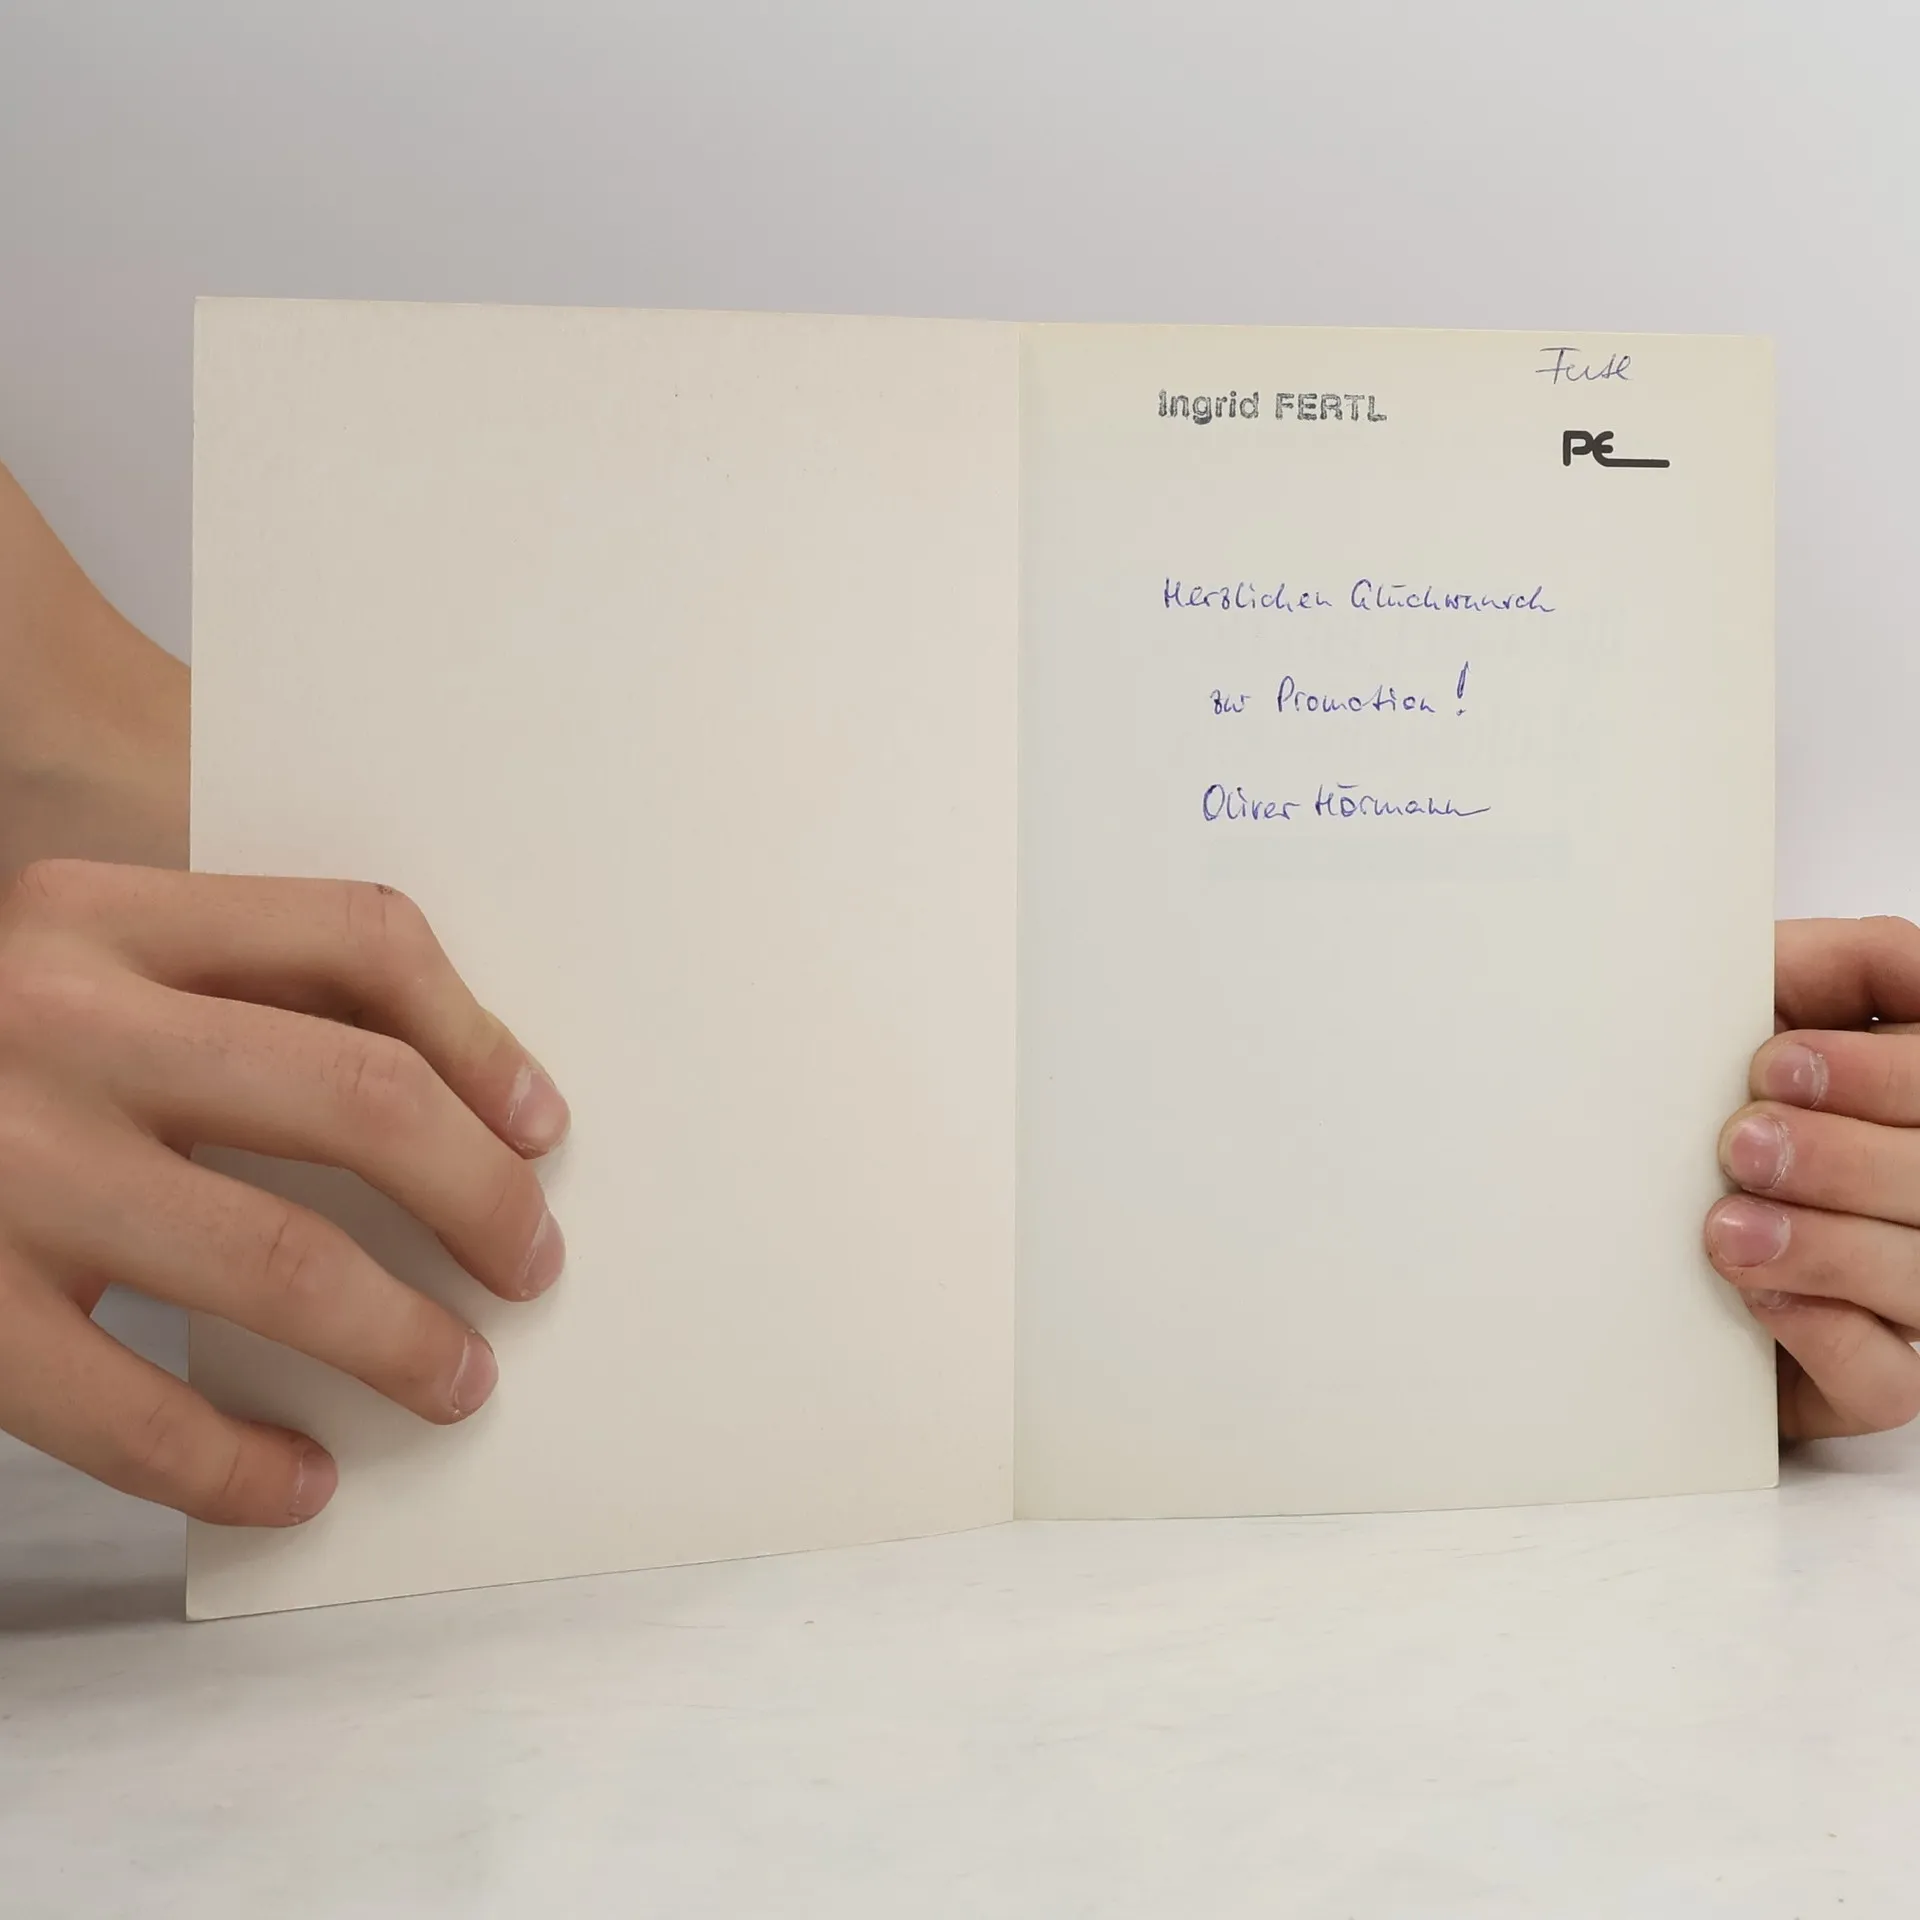 Fertl
Ingrid FERTL
PE
Herzlichen Glückwunsch
zur Promotion!
Oliver Hörmann